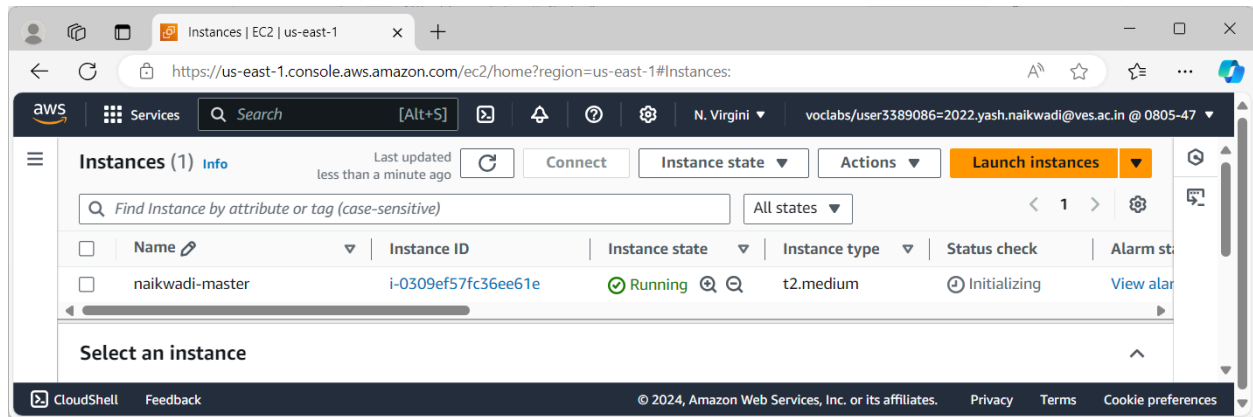 Instances | EC2 | us-east-1
https://us-east-1.console.aws.amazon.com/ec2/home?region=us-east-1#Instances:
aws Services Search [Alt+S] N. Virgini voclabs/user3389086=2022.yash.naikwadi@ves.ac.in @ 0805-47
Instances (1) Info Last updated less than a minute ago Connect Instance state Actions Launch instances
Find Instance by attribute or tag (case-sensitive) All states 1
Name Instance ID Instance state Instance type Status check Alarm sta
naikwadi-master i-0309ef57fc36ee61e Running t2.medium Initializing View alar
Select an instance
CloudShell Feedback © 2024, Amazon Web Services, Inc. or its affiliates. Privacy Terms Cookie preferences